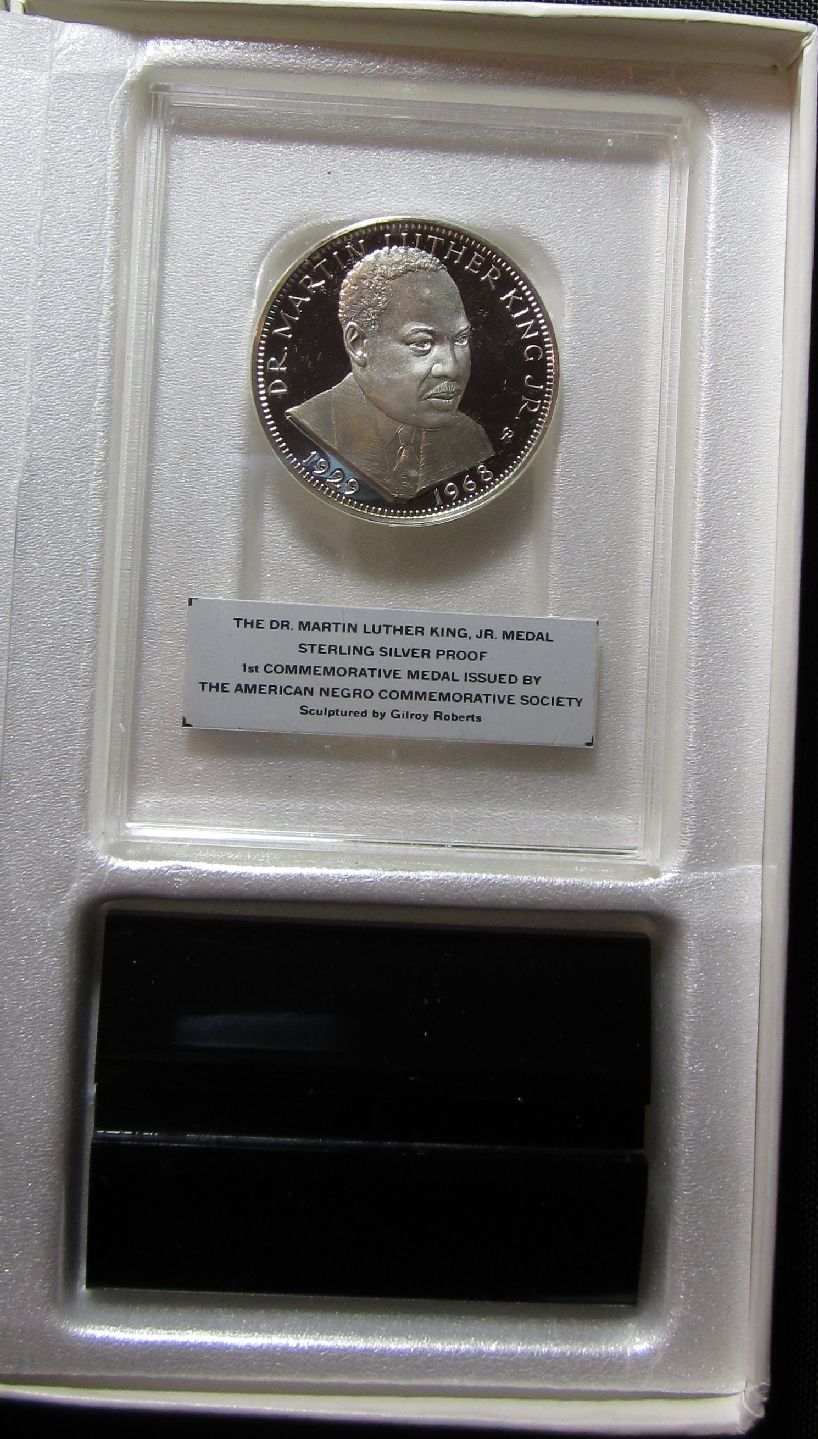 DR. MARTIN LUTHER KING JR.
1929 1968
THE DR. MARTIN LUTHER KING, JR. MEDAL
STERLING SILVER PROOF
1st COMMEMORATIVE MEDAL ISSUED BY
THE AMERICAN NEGRO COMMEMORATIVE SOCIETY
Sculptured by Gilroy Roberts